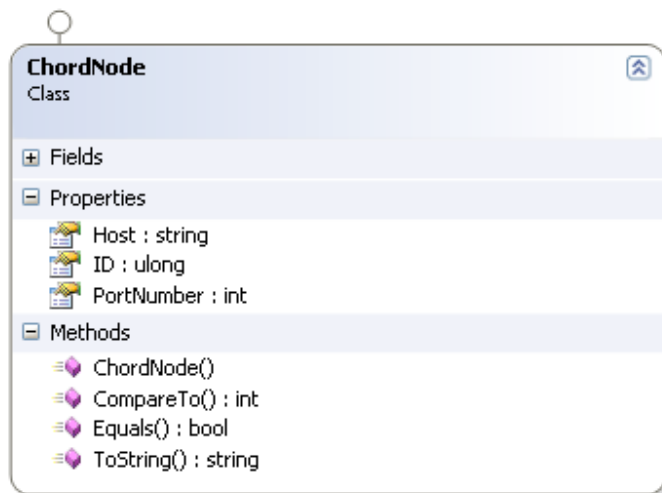 ChordNode
Class
Fields
Properties
Host : string
ID : ulong
PortNumber : int
Methods
ChordNode()
CompareTo() : int
Equals() : bool
ToString() : string